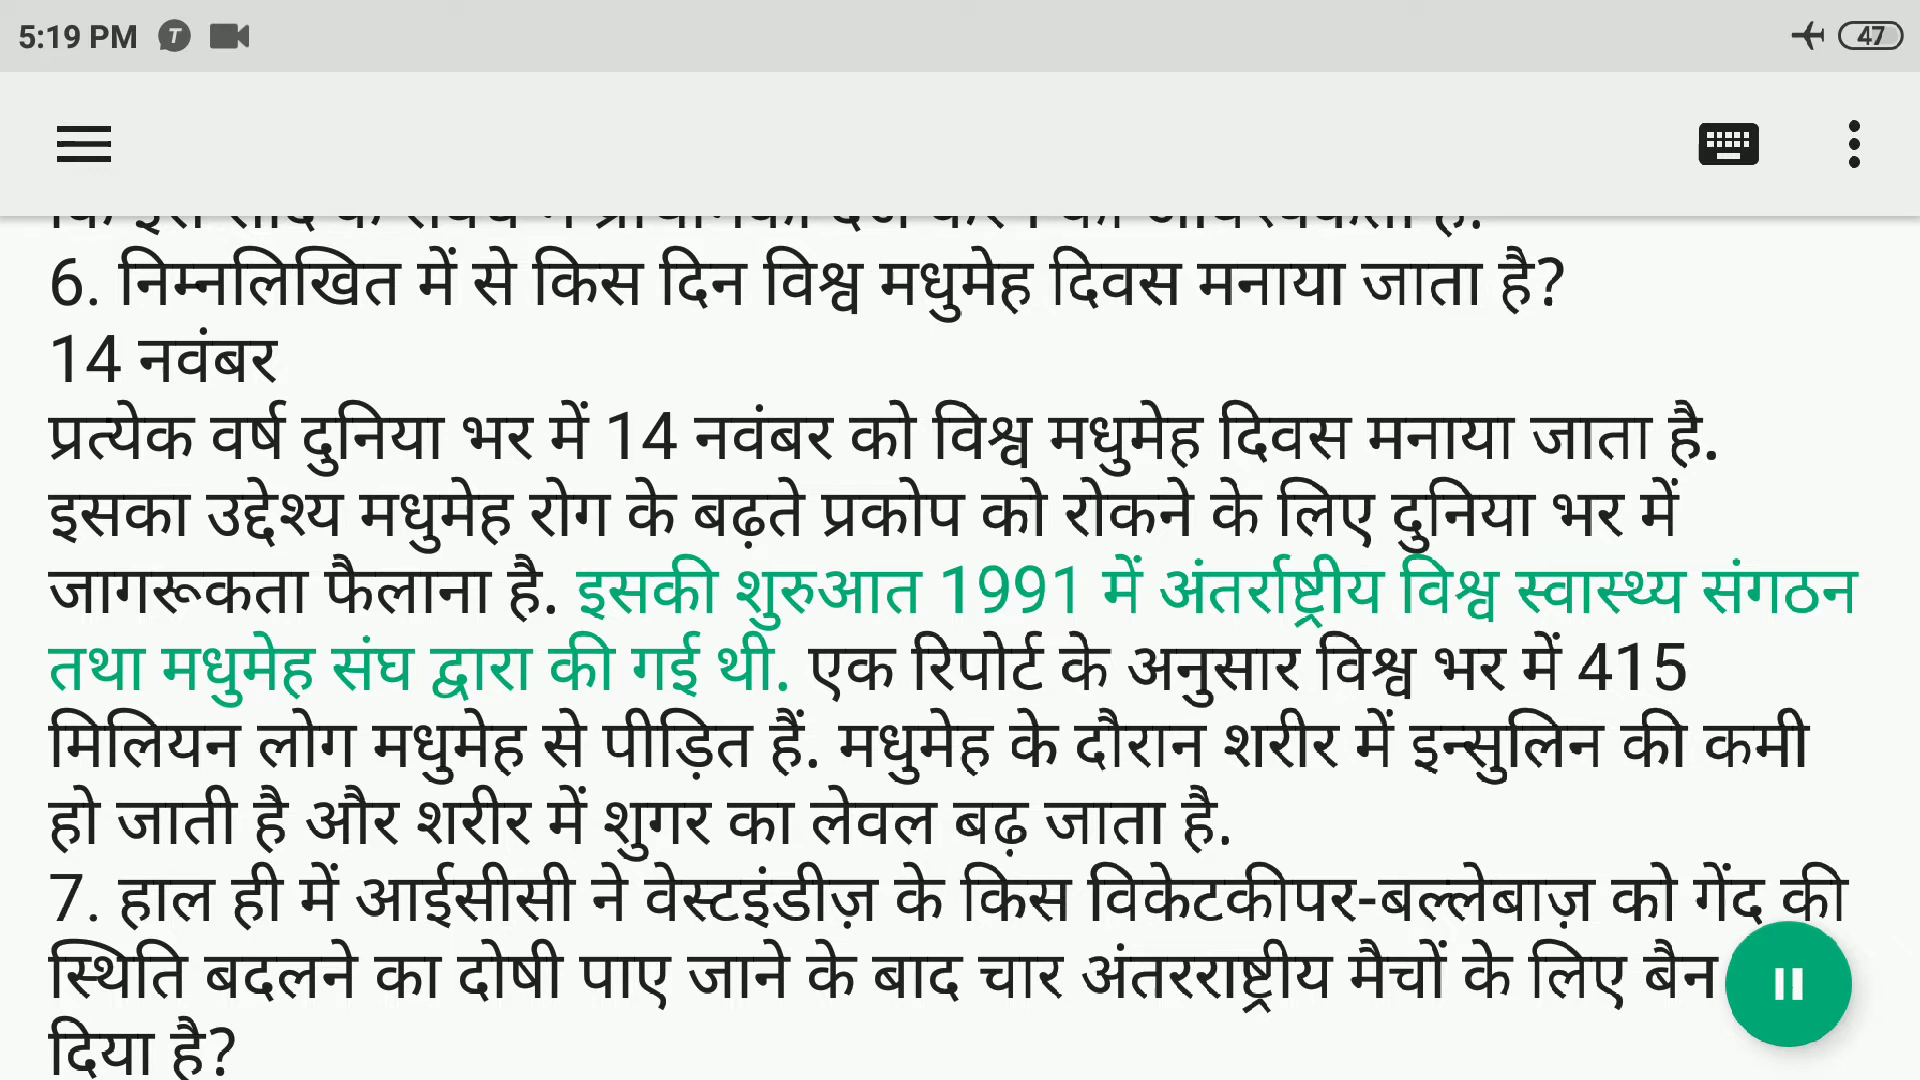 5:19 PM
47
6. निम्नलिखित में से किस दिन विश्व मधुमेह दिवस मनाया जाता है?
14 नवंबर
प्रत्येक वर्ष दुनिया भर में 14 नवंबर को विश्व मधुमेह दिवस मनाया जाता है.
इसका उद्देश्य मधुमेह रोग के बढ़ते प्रकोप को रोकने के लिए दुनिया भर में
जागरूकता फैलाना है. इसकी शुरुआत 1991 में अंतर्राष्ट्रीय विश्व स्वास्थ्य संगठन
तथा मधुमेह संघ द्वारा की गई थी. एक रिपोर्ट के अनुसार विश्व भर में 415
मिलियन लोग मधुमेह से पीड़ित हैं. मधुमेह के दौरान शरीर में इन्सुलिन की कमी
हो जाती है और शरीर में शुगर का लेवल बढ़ जाता है.
7. हाल ही में आईसीसी ने वेस्टइंडीज़ के किस विकेटकीपर-बल्लेबाज़ को गेंद की
स्थिति बदलने का दोषी पाए जाने के बाद चार अंतरराष्ट्रीय मैचों के लिए बैन
दिया है?